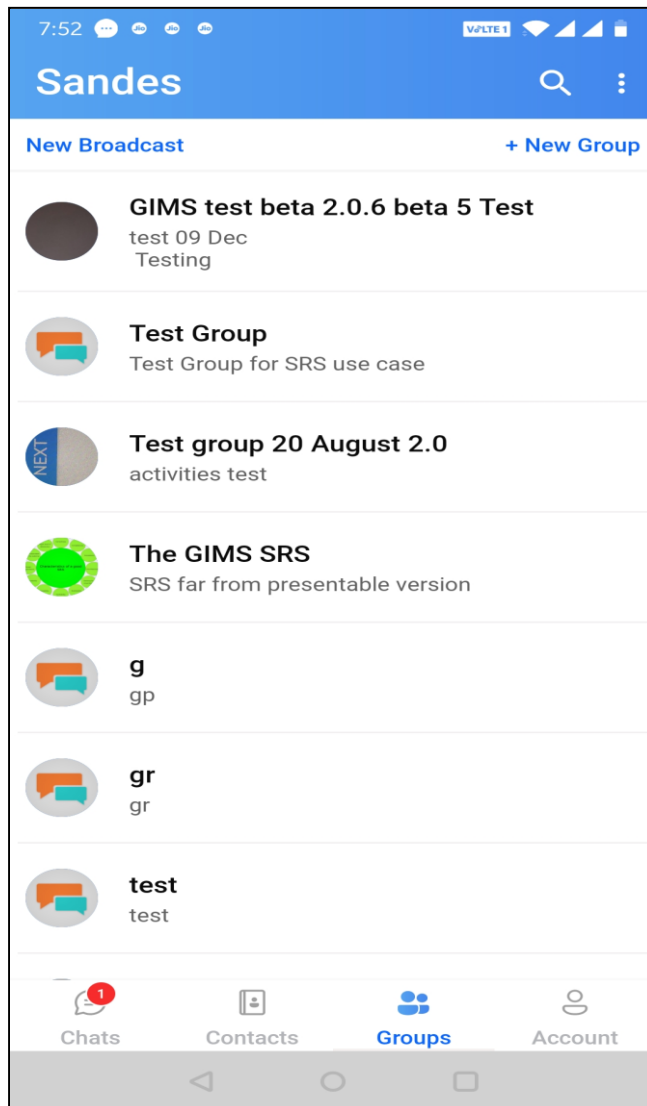 7:52 Jio Jio Jio VoLTE 1
Sandes
New Broadcast + New Group
GIMS test beta 2.0.6 beta 5 Test
test 09 Dec
Testing
Test Group
Test Group for SRS use case
NEXT
Test group 20 August 2.0
activities test
The GIMS SRS
SRS far from presentable version
g
gp
gr
gr
test
test
1
Chats Contacts Groups Account